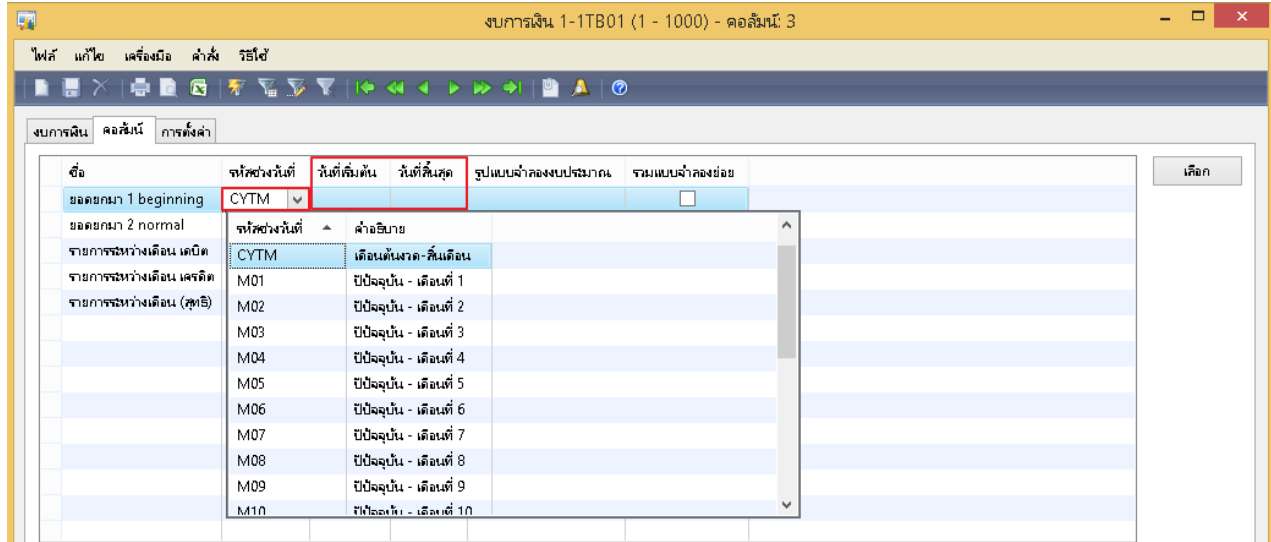 งบการเงิน 1-1TB01 (1 - 1000) - คอลัมน์: 3
ไฟล์ แก้ไข เครื่องมือ คำสั่ง วิธีใช้
งบการเงิน คอลัมน์ การตั้งค่า
ชื่อ รหัสช่วงวันที่ วันที่เริ่มต้น วันที่สิ้นสุด รูปแบบจำลองงบประมาณ รวมแบบจำลองย่อย
เลือก
ยอดยกมา 1 beginning CYTM
ยอดยกมา 2 normal
รายการระหว่างเดือน เดบิต
รายการระหว่างเดือน เครดิต
รายการระหว่างเดือน (สุทธิ)
รหัสช่วงวันที่ คำอธิบาย
CYTM เดือนต้นงวด-สิ้นเดือน
M01 ปีปัจจุบัน - เดือนที่ 1
M02 ปีปัจจุบัน - เดือนที่ 2
M03 ปีปัจจุบัน - เดือนที่ 3
M04 ปีปัจจุบัน - เดือนที่ 4
M05 ปีปัจจุบัน - เดือนที่ 5
M06 ปีปัจจุบัน - เดือนที่ 6
M07 ปีปัจจุบัน - เดือนที่ 7
M08 ปีปัจจุบัน - เดือนที่ 8
M09 ปีปัจจุบัน - เดือนที่ 9
M10 ปีปัจจุบัน - เดือนที่ 10